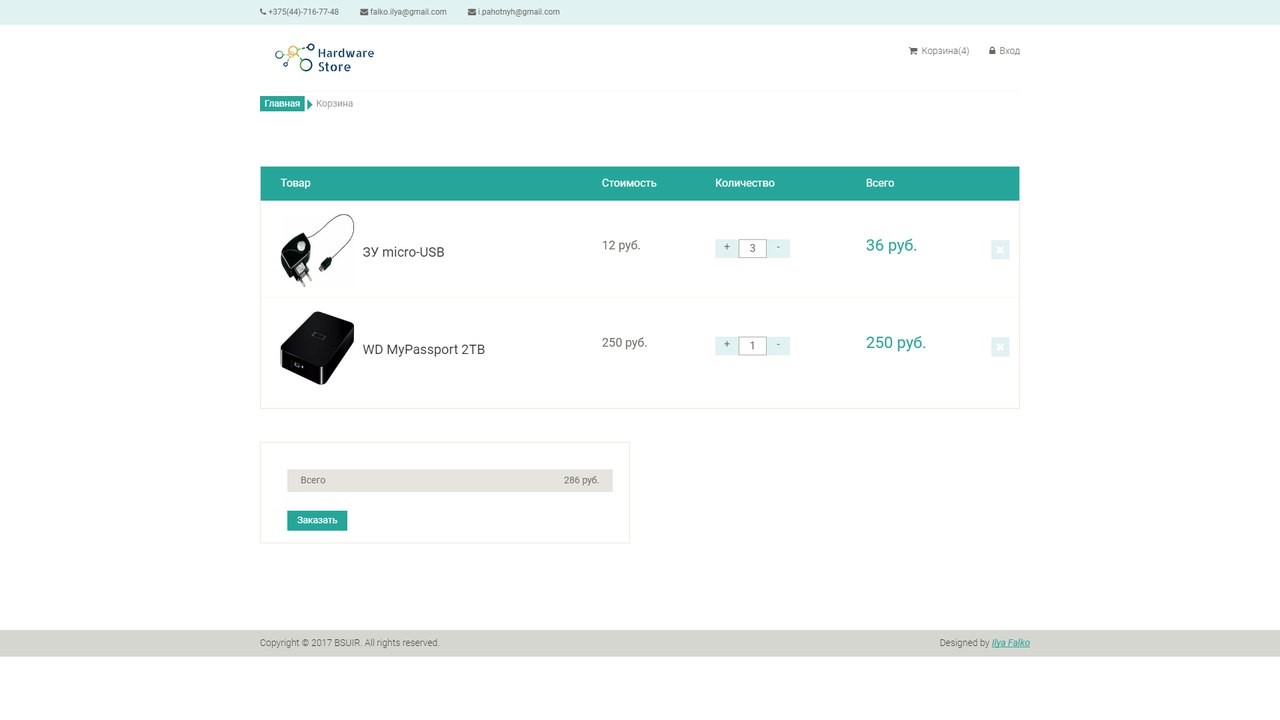 +375(44)-716-77-48 falko.ilya@gmail.com i.pahotnyh@gmail.com
Hardware
Store
Корзина(4) Вход
Главная Корзина
Товар Стоимость Количество Всего
ЗУ micro-USB 12 руб. + 3 - 36 руб.
WD MyPassport 2TB 250 руб. + 1 - 250 руб.
Всего 286 руб.
Заказать
Copyright © 2017 BSUIR. All rights reserved. Designed by Ilya Falko